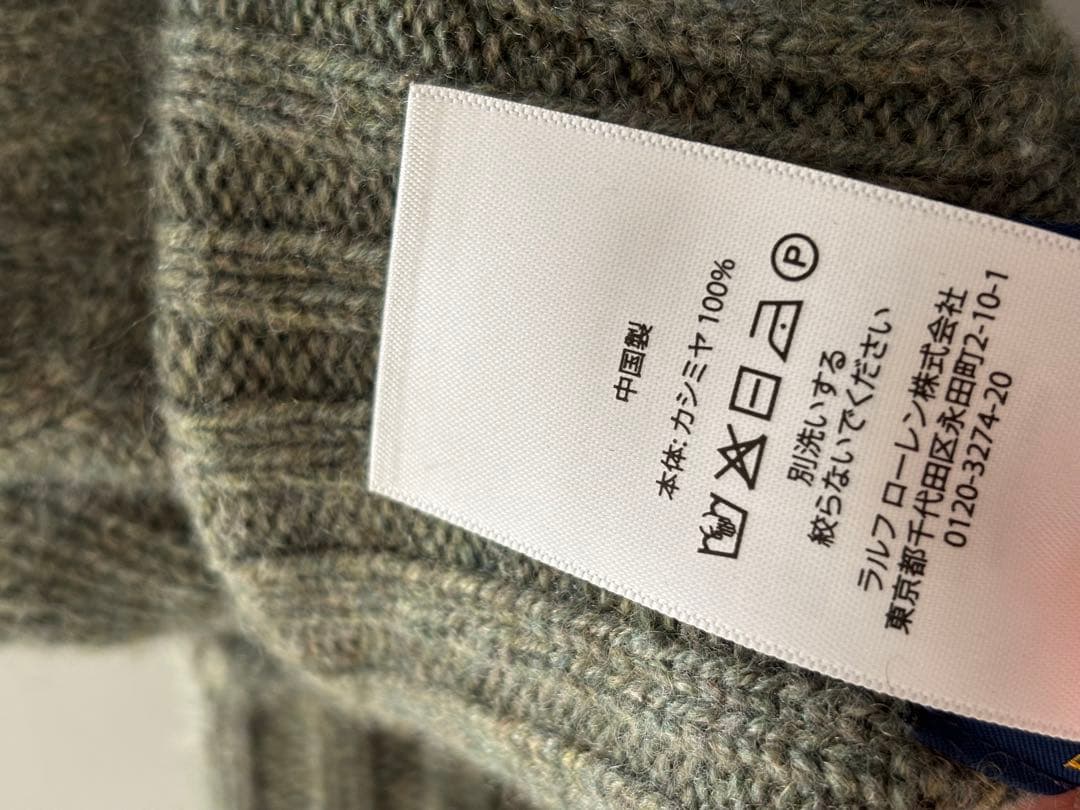 中国製
本体: カシミヤ 100%
P
別洗いする
絞らないでください
ラルフ ローレン株式会社
東京都千代田区永田町2-10-1
0120-3274-20